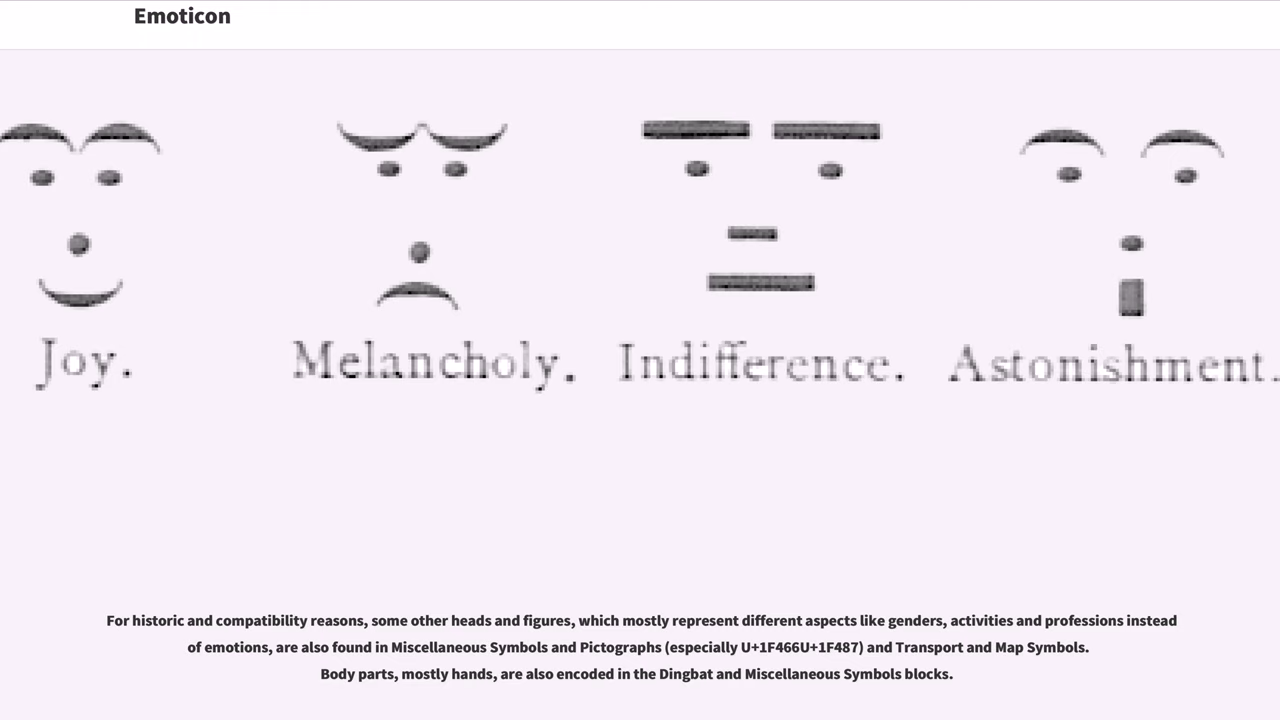 Emoticon
Joy. Melancholy. Indifference. Astonishment.
For historic and compatibility reasons, some other heads and figures, which mostly represent different aspects like genders, activities and professions instead
of emotions, are also found in Miscellaneous Symbols and Pictographs (especially U+1F466U+1F487) and Transport and Map Symbols.
Body parts, mostly hands, are also encoded in the Dingbat and Miscellaneous Symbols blocks.